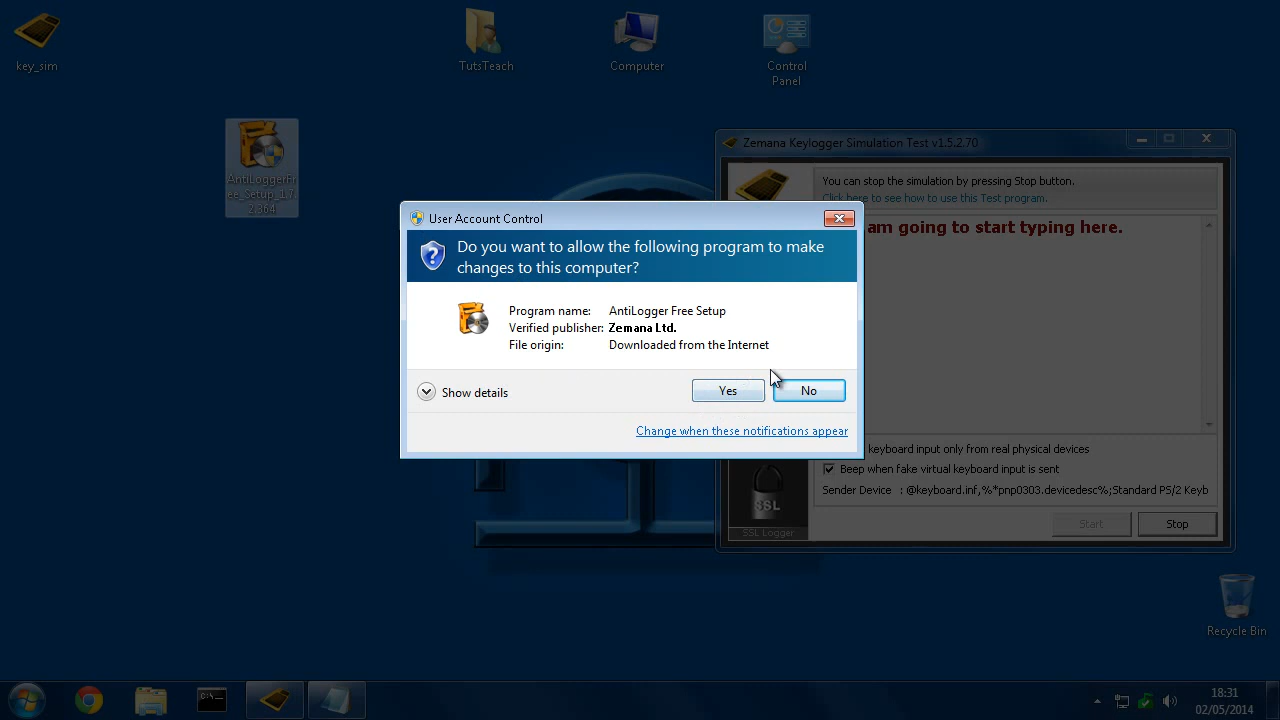 key_sim
TutsTeach
Computer
Control
Panel
AntiLoggerFr
ee_Setup_1.7.
2.364
Zemana Keylogger Simulation Test v1.5.2.70
You can stop the simulation by pressing Stop button.
Click here to see how to use this Test program.
am going to start typing here.
User Account Control
Do you want to allow the following program to make
changes to this computer?
Program name: AntiLogger Free Setup
Verified publisher: Zemana Ltd.
File origin: Downloaded from the Internet
Show details
Yes
No
Change when these notifications appear
keyboard input only from real physical devices
Beep when fake virtual keyboard input is sent
Sender Device : @keyboard.inf,%*pnp0303.devicedesc%;Standard PS/2 Keyb
SSL
SSL Logger
Start
Stop
Recycle Bin
C:\.
18:31
02/05/2014